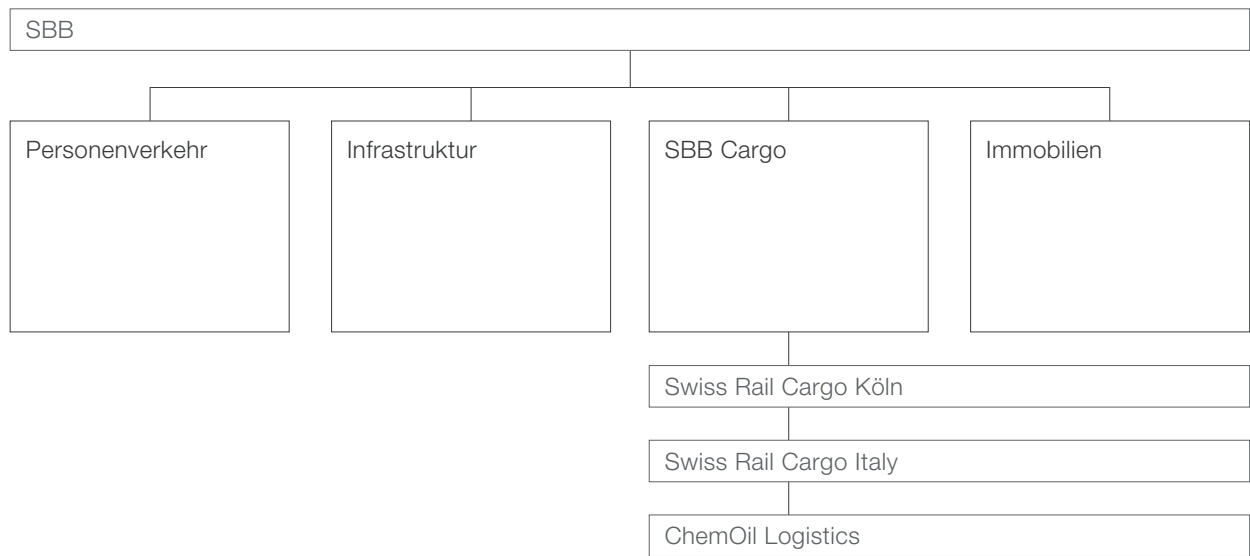 SBB
Personenverkehr
Infrastruktur
SBB Cargo
Immobilien
Swiss Rail Cargo Köln
Swiss Rail Cargo Italy
ChemOil Logistics